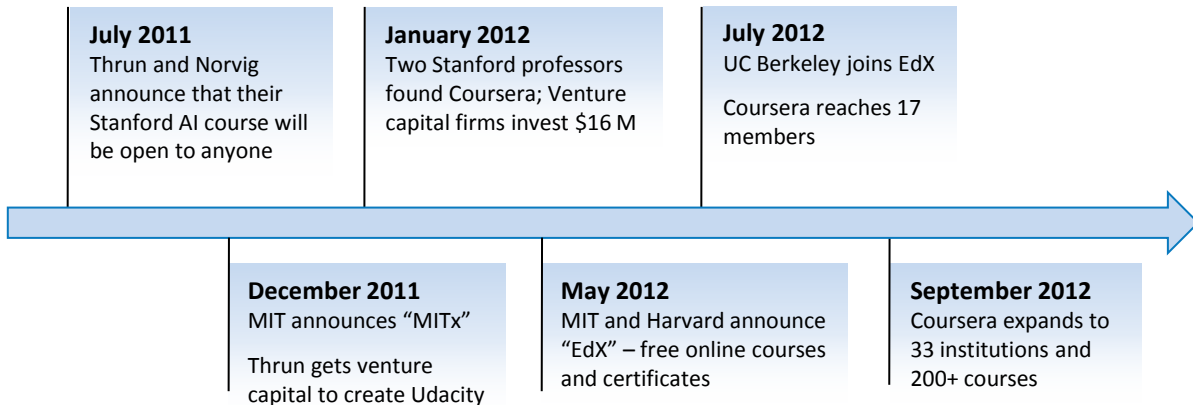 July 2011
Thrun and Norvig
announce that their
Stanford AI course will
be open to anyone
January 2012
Two Stanford professors
found Coursera; Venture
capital firms invest $16 M
July 2012
UC Berkeley joins EdX
Coursera reaches 17
members
December 2011
MIT announces “MITx”
Thrun gets venture
capital to create Udacity
May 2012
MIT and Harvard announce
“EdX” – free online courses
and certificates
September 2012
Coursera expands to
33 institutions and
200+ courses